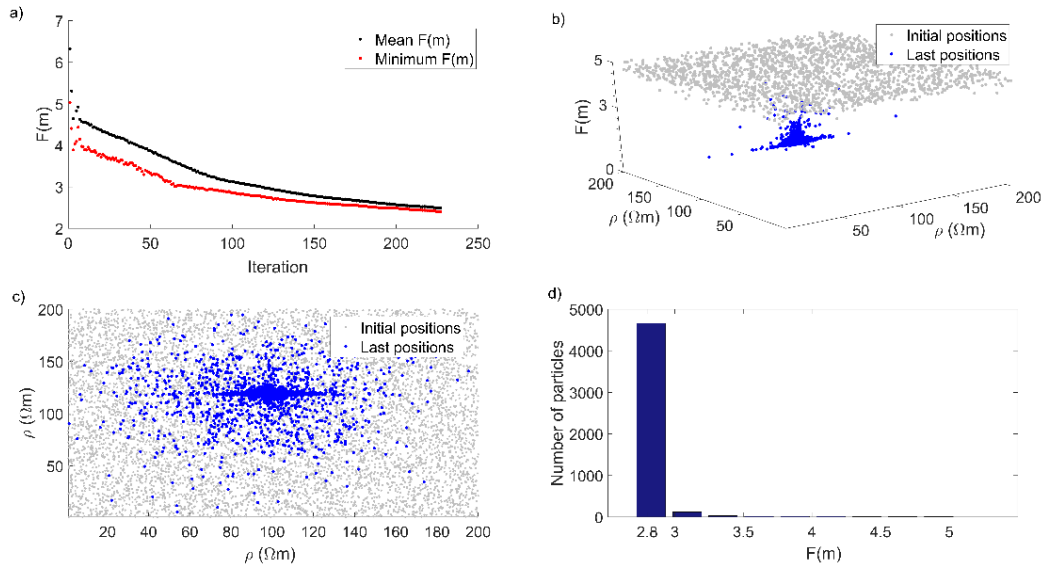 a)
Mean F(m)
Minimum F(m)
7
6
5
4
3
2
F(m)
0
50
100
150
200
250
Iteration
b)
Initial positions
Last positions
5
3
0
F(m)
200
150
100
50
ρ (Ωm)
50
100
150
200
ρ (Ωm)
c)
Initial positions
Last positions
200
150
100
50
ρ (Ωm)
20
40
60
80
100
120
140
160
180
200
ρ (Ωm)
d)
5000
4000
3000
2000
1000
0
Number of particles
2.8
3
3.5
4
4.5
5
F(m)